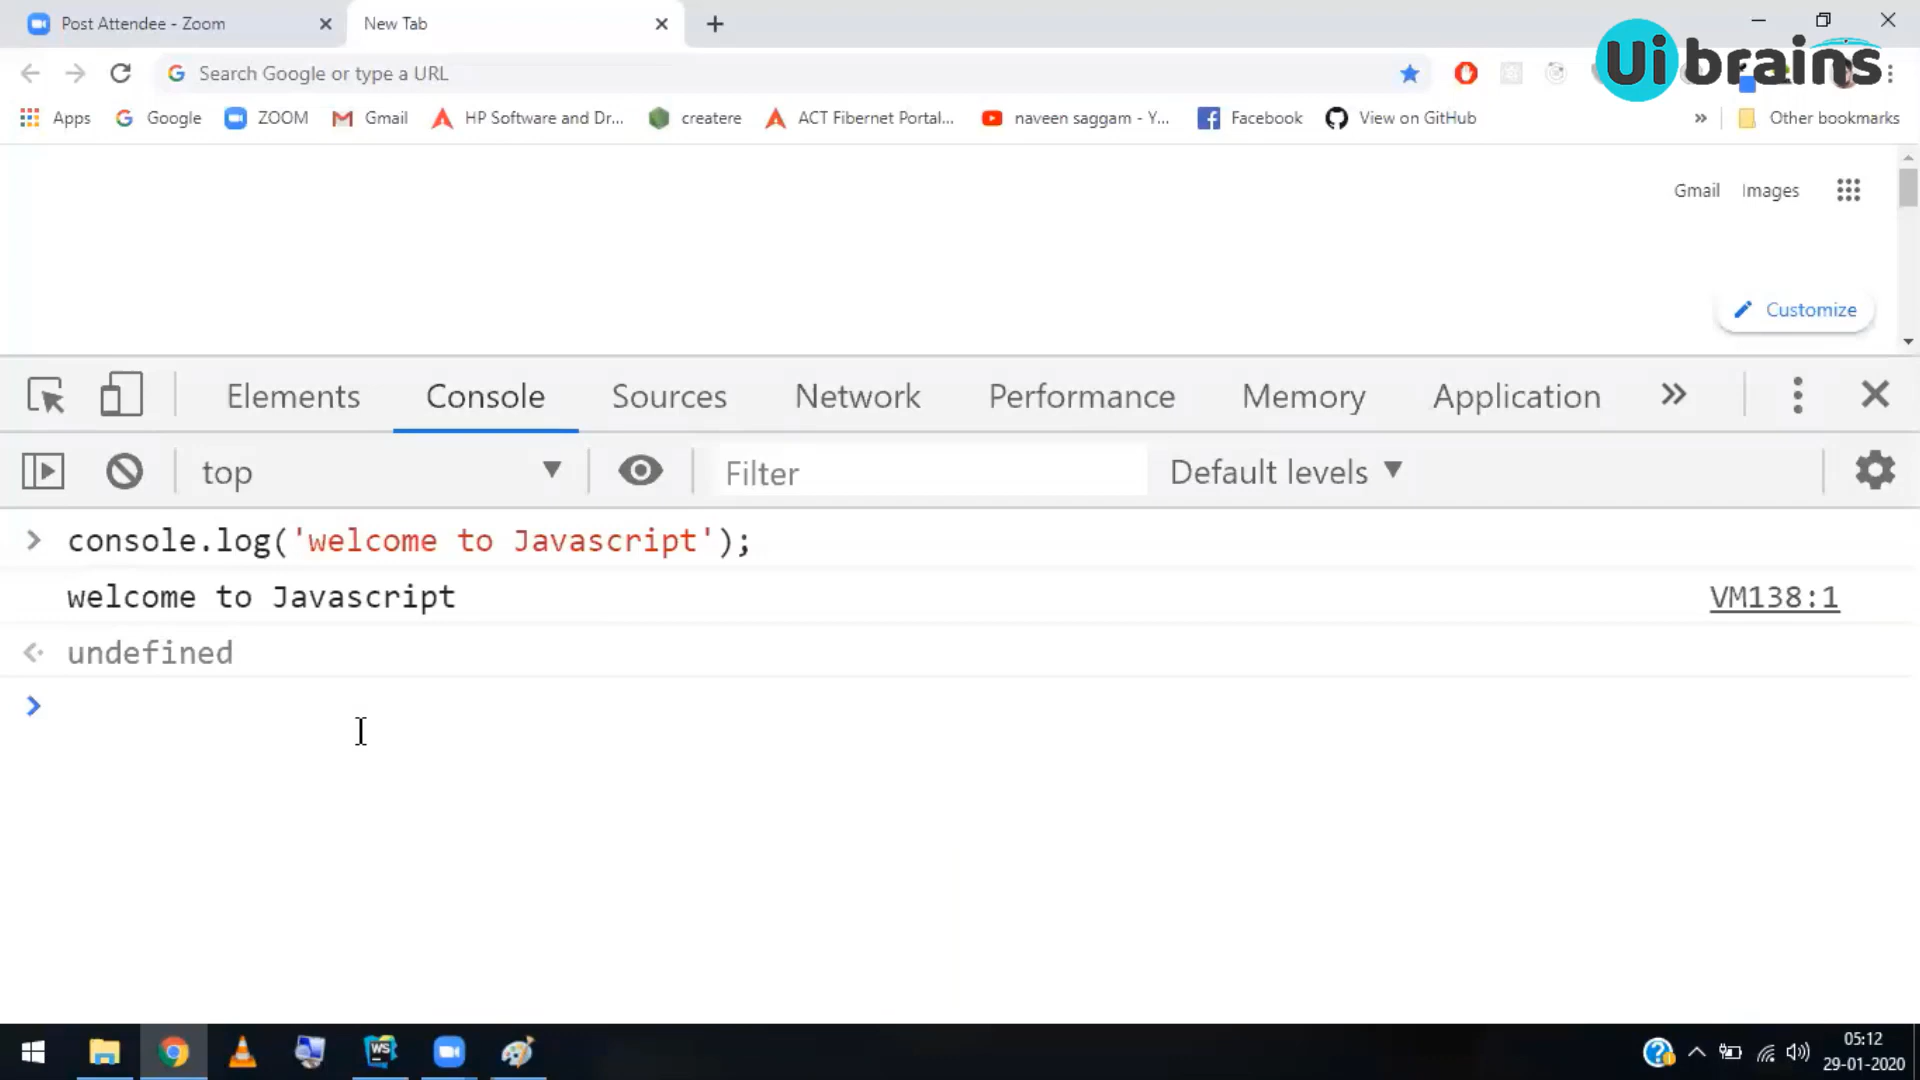 Post Attendee - Zoom
New Tab
Ui brains
Search Google or type a URL
Apps
Google
ZOOM
Gmail
HP Software and Dr...
createre
ACT Fibernet Portal...
naveen saggam - Y...
Facebook
View on GitHub
»
Other bookmarks
Gmail
Images
Customize
Elements
Console
Sources
Network
Performance
Memory
Application
»
top
Filter
Default levels
> console.log('welcome to Javascript');
welcome to Javascript
VM138:1
undefined
>
WS
05:12
29-01-2020